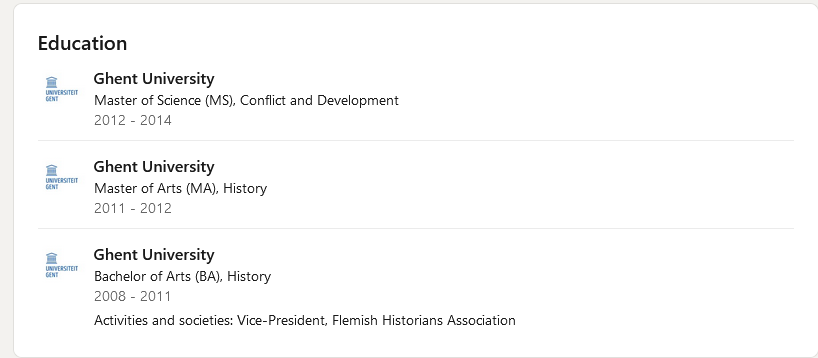 Education
UNIVERSITEIT
GENT
Ghent University
Master of Science (MS), Conflict and Development
2012 - 2014
UNIVERSITEIT
GENT
Ghent University
Master of Arts (MA), History
2011 - 2012
UNIVERSITEIT
GENT
Ghent University
Bachelor of Arts (BA), History
2008 - 2011
Activities and societies: Vice-President, Flemish Historians Association